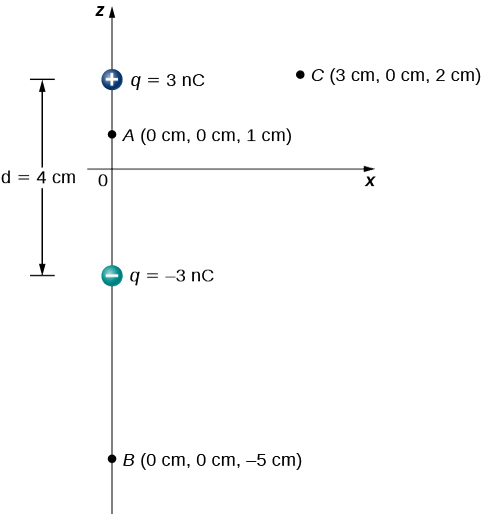 z
+
q = 3 nC
C (3 cm, 0 cm, 2 cm)
A (0 cm, 0 cm, 1 cm)
d = 4 cm
0
x
−
q = –3 nC
B (0 cm, 0 cm, –5 cm)